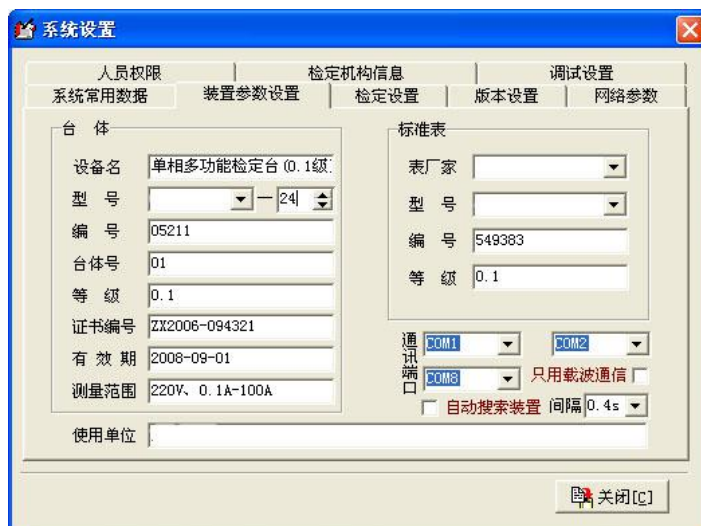 系统设置
人员权限 检定机构信息 调试设置
系统常用数据 装置参数设置 检定设置 版本设置 网络参数
台 体
设备名 单相多功能检定台(0.1级
型 号 — 24
编 号 05211
台体号 01
等 级 0.1
证书编号 ZX2006-094321
有 效 期 2008-09-01
测量范围 220V、0.1A-100A
使用单位 .
标准表
表厂家
型 号
编 号 549383
等 级 0.1
通讯端口 COM1 COM2
COM8 只用载波通信
自动搜索装置 间隔 0.4s
关闭[C]